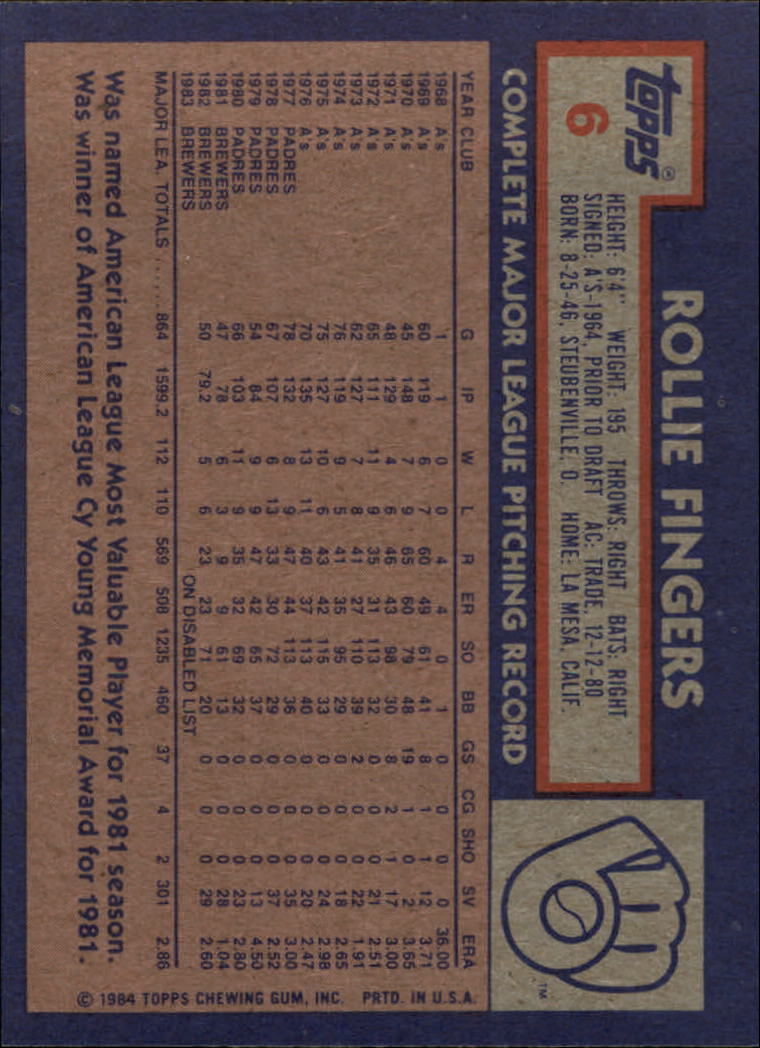 topps®
6
ROLLIE FINGERS
HEIGHT: 6'4" WEIGHT: 195 THROWS: RIGHT BATS: RIGHT
SIGNED: A'S-1964, PRIOR TO DRAFT AC: TRADE, 12-12-80
BORN: 8-25-46, STEUBENVILLE, O. HOME: LA MESA, CALIF.
TM
COMPLETE MAJOR LEAGUE PITCHING RECORD
YEAR CLUB G IP W L R ER SO BB GS CG SHO SV ERA
1968 A's 1 1 0 0 4 4 0 1 0 0 0 0 36.00
1969 A's 60 119 6 7 60 49 61 41 8 1 1 12 3.71
1970 A's 45 148 7 9 65 60 79 48 19 1 0 2 3.65
1971 A's 48 129 4 6 46 43 98 30 8 2 1 17 3.00
1972 A's 65 111 11 9 35 31 113 32 0 0 0 21 2.51
1973 A's 62 127 7 8 41 27 110 39 2 0 0 22 1.91
1974 A's 76 119 9 5 41 35 95 29 0 0 0 18 2.65
1975 A's 75 127 10 6 43 42 115 33 0 0 0 24 2.98
1976 A's 70 135 13 11 40 37 113 40 0 0 0 20 2.47
1977 PADRES 78 132 8 9 47 44 113 36 0 0 0 35 3.00
1978 PADRES 67 107 6 13 33 30 72 29 0 0 0 37 2.52
1979 PADRES 54 84 9 9 47 42 65 37 0 0 0 13 4.50
1980 PADRES 66 103 11 9 35 32 69 32 0 0 0 23 2.80
1981 BREWERS 47 78 6 3 9 9 61 13 0 0 0 28 1.04
1982 BREWERS 50 79.2 5 6 23 23 71 20 0 0 0 29 2.60
1983 BREWERS ON DISABLED LIST
MAJOR LEA. TOTALS ...... 864 1599.2 112 110 569 508 1235 460 37 4 2 301 2.86
Was named American League Most Valuable Player for 1981 season.
Was winner of American League Cy Young Memorial Award for 1981.
© 1984 TOPPS CHEWING GUM, INC. PRTD. IN U.S.A.